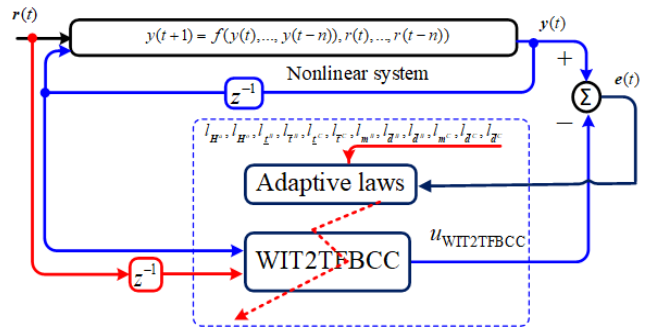 r(t)
y(t)
y(t+1) = f(y(t),..., y(t−n)), r(t),..., r(t−n))
+
e(t)
Nonlinear system
z⁻¹
Σ
−
Adaptive laws
u_WIT2TFBCC
WIT2TFBCC
z⁻¹